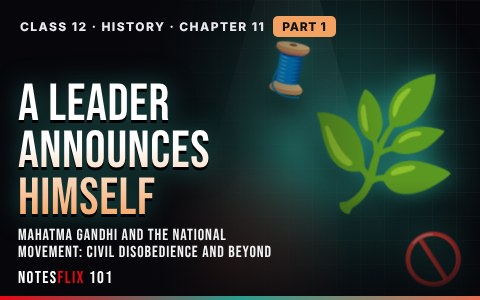 CLASS 12 · HISTORY · CHAPTER 11 PART 1
A LEADER
ANNOUNCES
HIMSELF
MAHATMA GANDHI AND THE NATIONAL
MOVEMENT: CIVIL DISOBEDIENCE AND BEYOND
NOTESFLIX 101